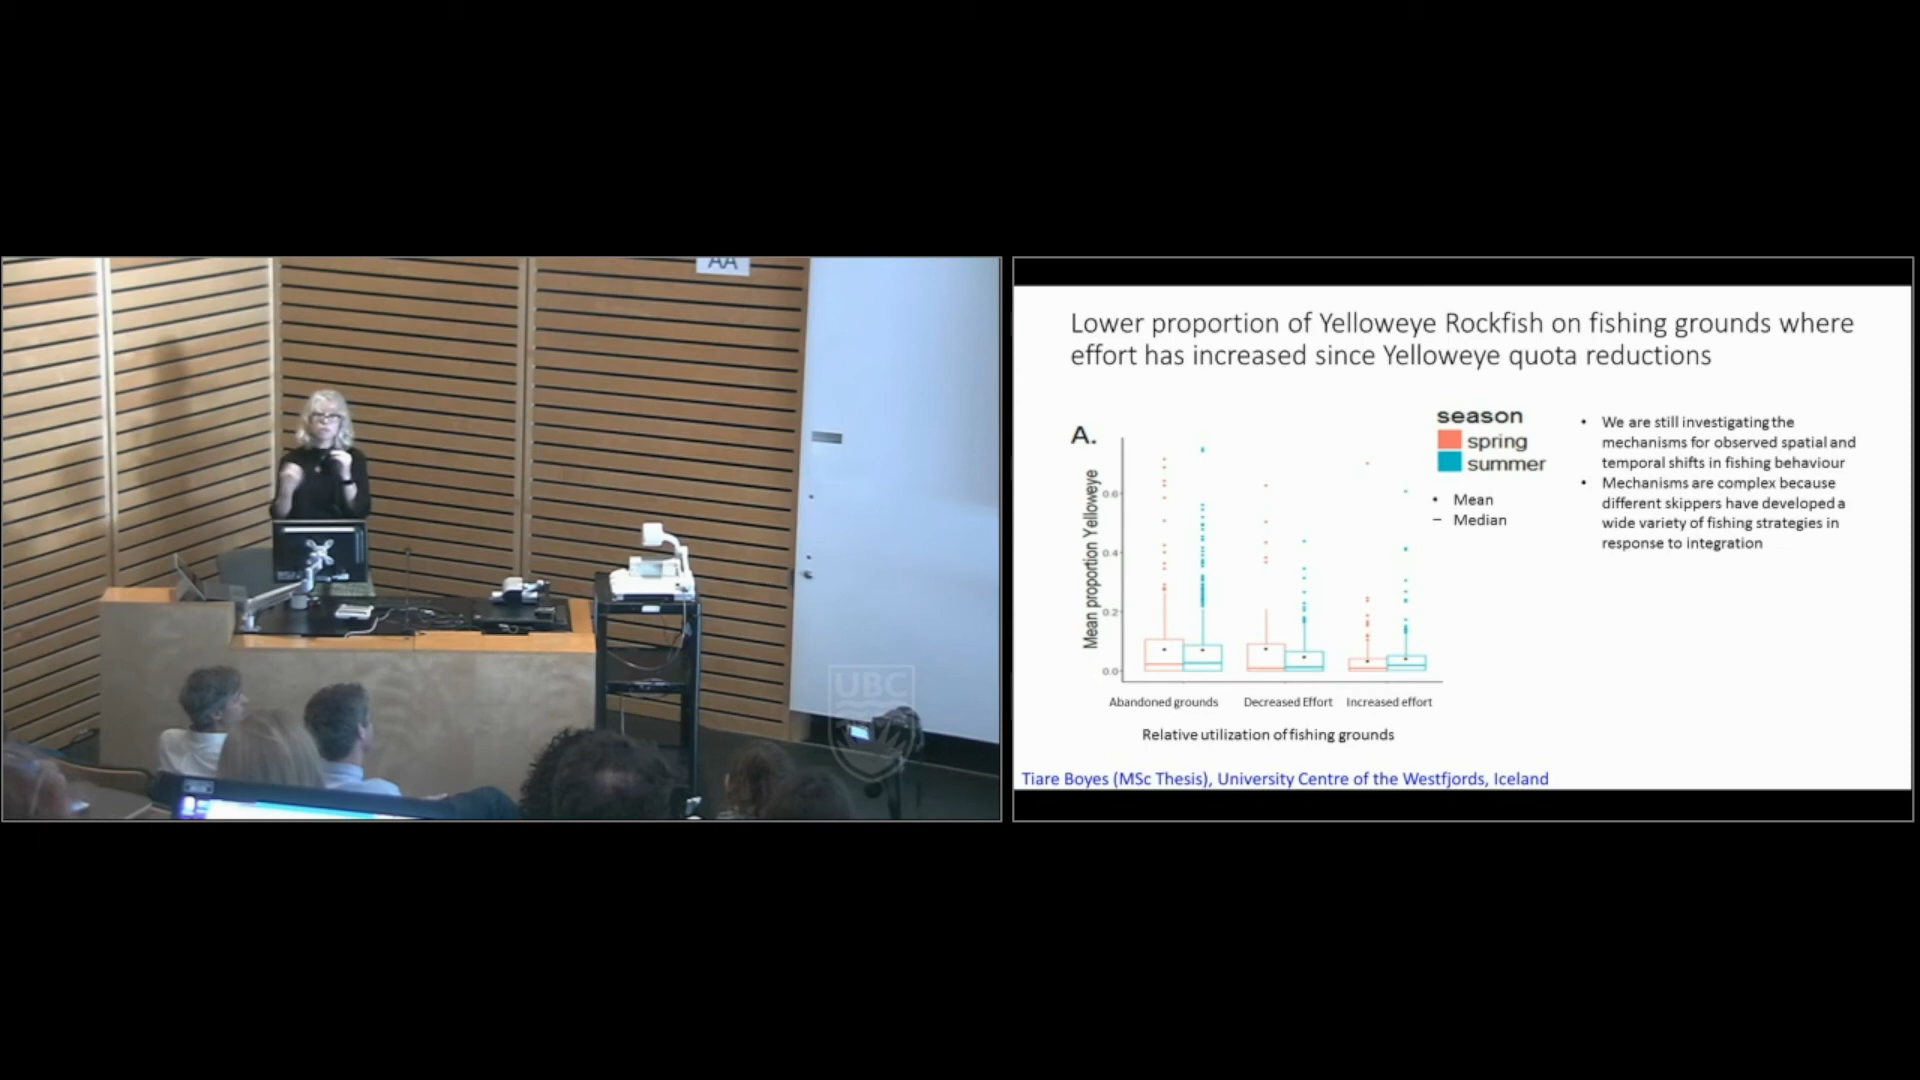 AA
UBC
Lower proportion of Yelloweye Rockfish on fishing grounds where
effort has increased since Yelloweye quota reductions
A.
Mean proportion Yelloweye
0.6
0.4
0.2
0.0
Abandoned grounds
Decreased Effort
Increased effort
Relative utilization of fishing grounds
season
spring
summer
• Mean
– Median
• We are still investigating the
mechanisms for observed spatial and
temporal shifts in fishing behaviour
• Mechanisms are complex because
different skippers have developed a
wide variety of fishing strategies in
response to integration
Tiare Boyes (MSc Thesis), University Centre of the Westfjords, Iceland